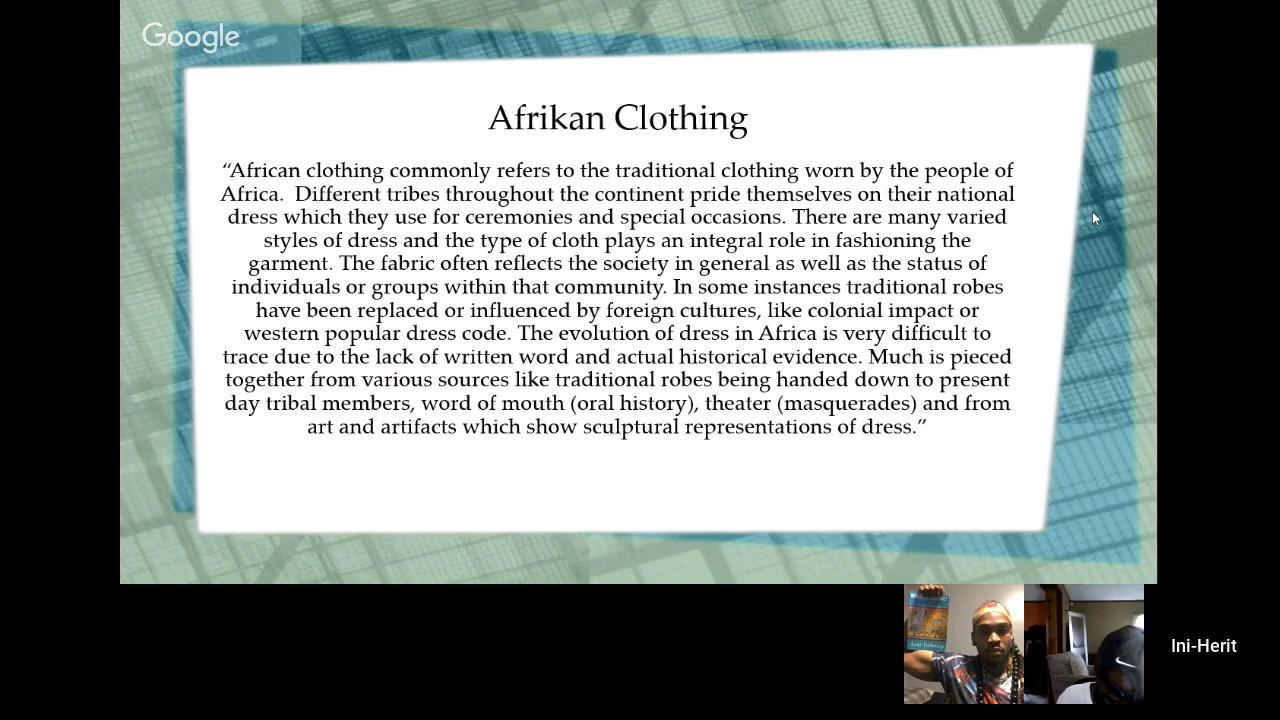 Google
Afrikan Clothing
“African clothing commonly refers to the traditional clothing worn by the people of
Africa.  Different tribes throughout the continent pride themselves on their national
dress which they use for ceremonies and special occasions. There are many varied
styles of dress and the type of cloth plays an integral role in fashioning the
garment. The fabric often reflects the society in general as well as the status of
individuals or groups within that community. In some instances traditional robes
have been replaced or influenced by foreign cultures, like colonial impact or
western popular dress code. The evolution of dress in Africa is very difficult to
trace due to the lack of written word and actual historical evidence. Much is pieced
together from various sources like traditional robes being handed down to present
day tribal members, word of mouth (oral history), theater (masquerades) and from
art and artifacts which show sculptural representations of dress.”
Ini-Herit